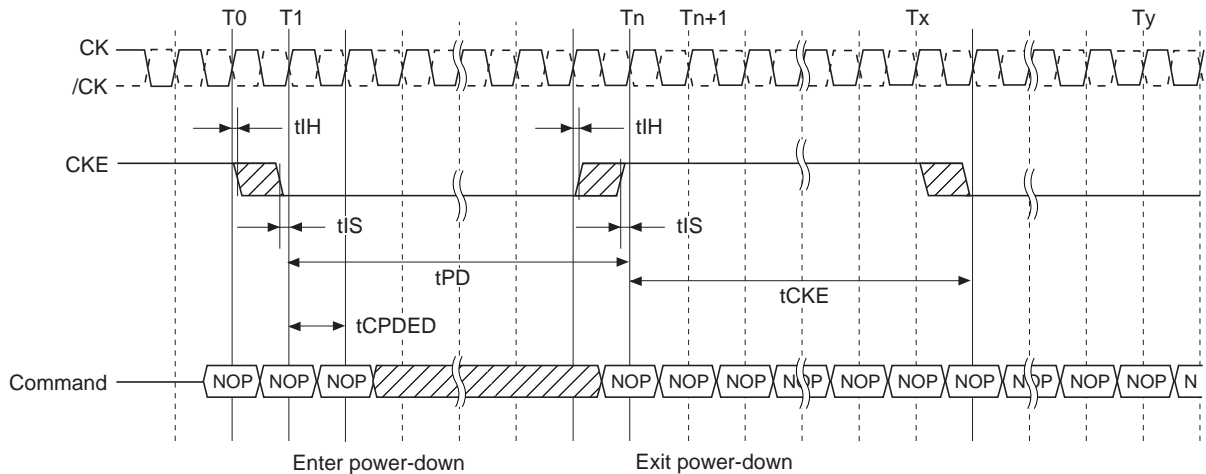 T0 T1 Tn Tn+1 Tx Ty
CK
/CK
tIH tIH
CKE
tIS tIS
tPD
tCKE
tCPDED
Command NOP NOP NOP NOP NOP NOP NOP NOP NOP NOP NOP NOP NOP N
Enter power-down Exit power-down